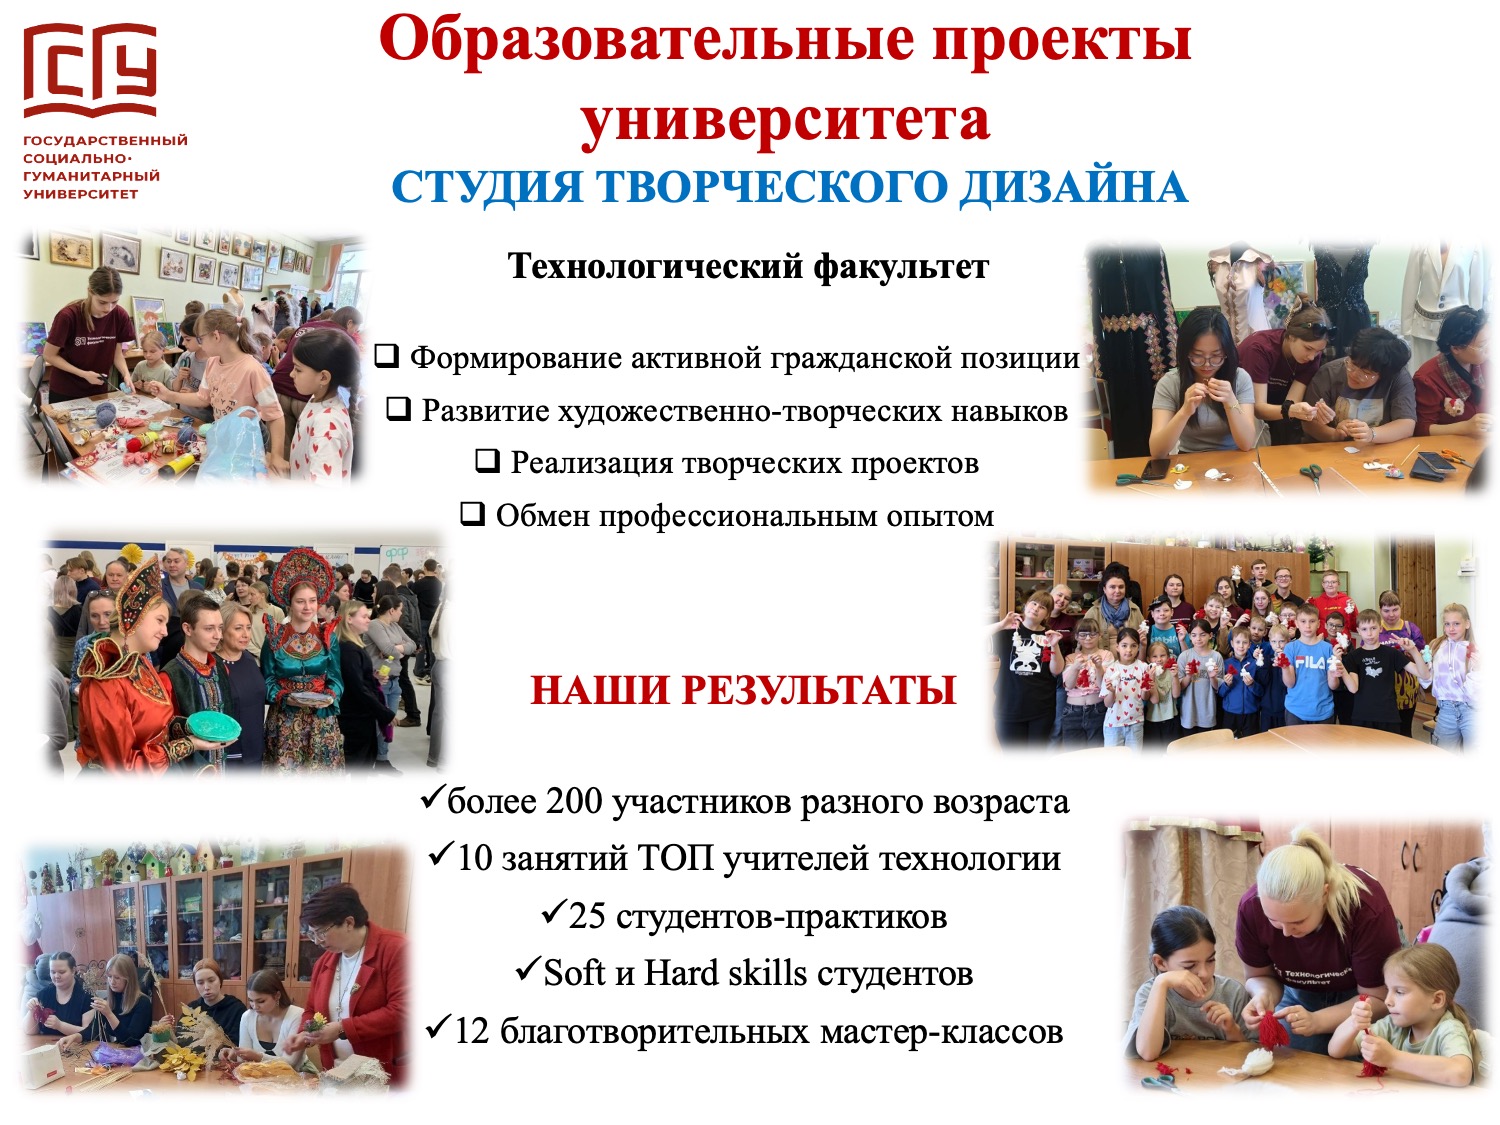 ГСГУ
ГОСУДАРСТВЕННЫЙ
СОЦИАЛЬНО-
ГУМАНИТАРНЫЙ
УНИВЕРСИТЕТ
Образовательные проекты
университета
СТУДИЯ ТВОРЧЕСКОГО ДИЗАЙНА
Технологический факультет
❑ Формирование активной гражданской позиции
❑ Развитие художественно-творческих навыков
❑ Реализация творческих проектов
❑ Обмен профессиональным опытом
FILA
НАШИ РЕЗУЛЬТАТЫ
✓более 200 участников разного возраста
✓10 занятий ТОП учителей технологии
✓25 студентов-практиков
✓Soft и Hard skills студентов
✓12 благотворительных мастер-классов